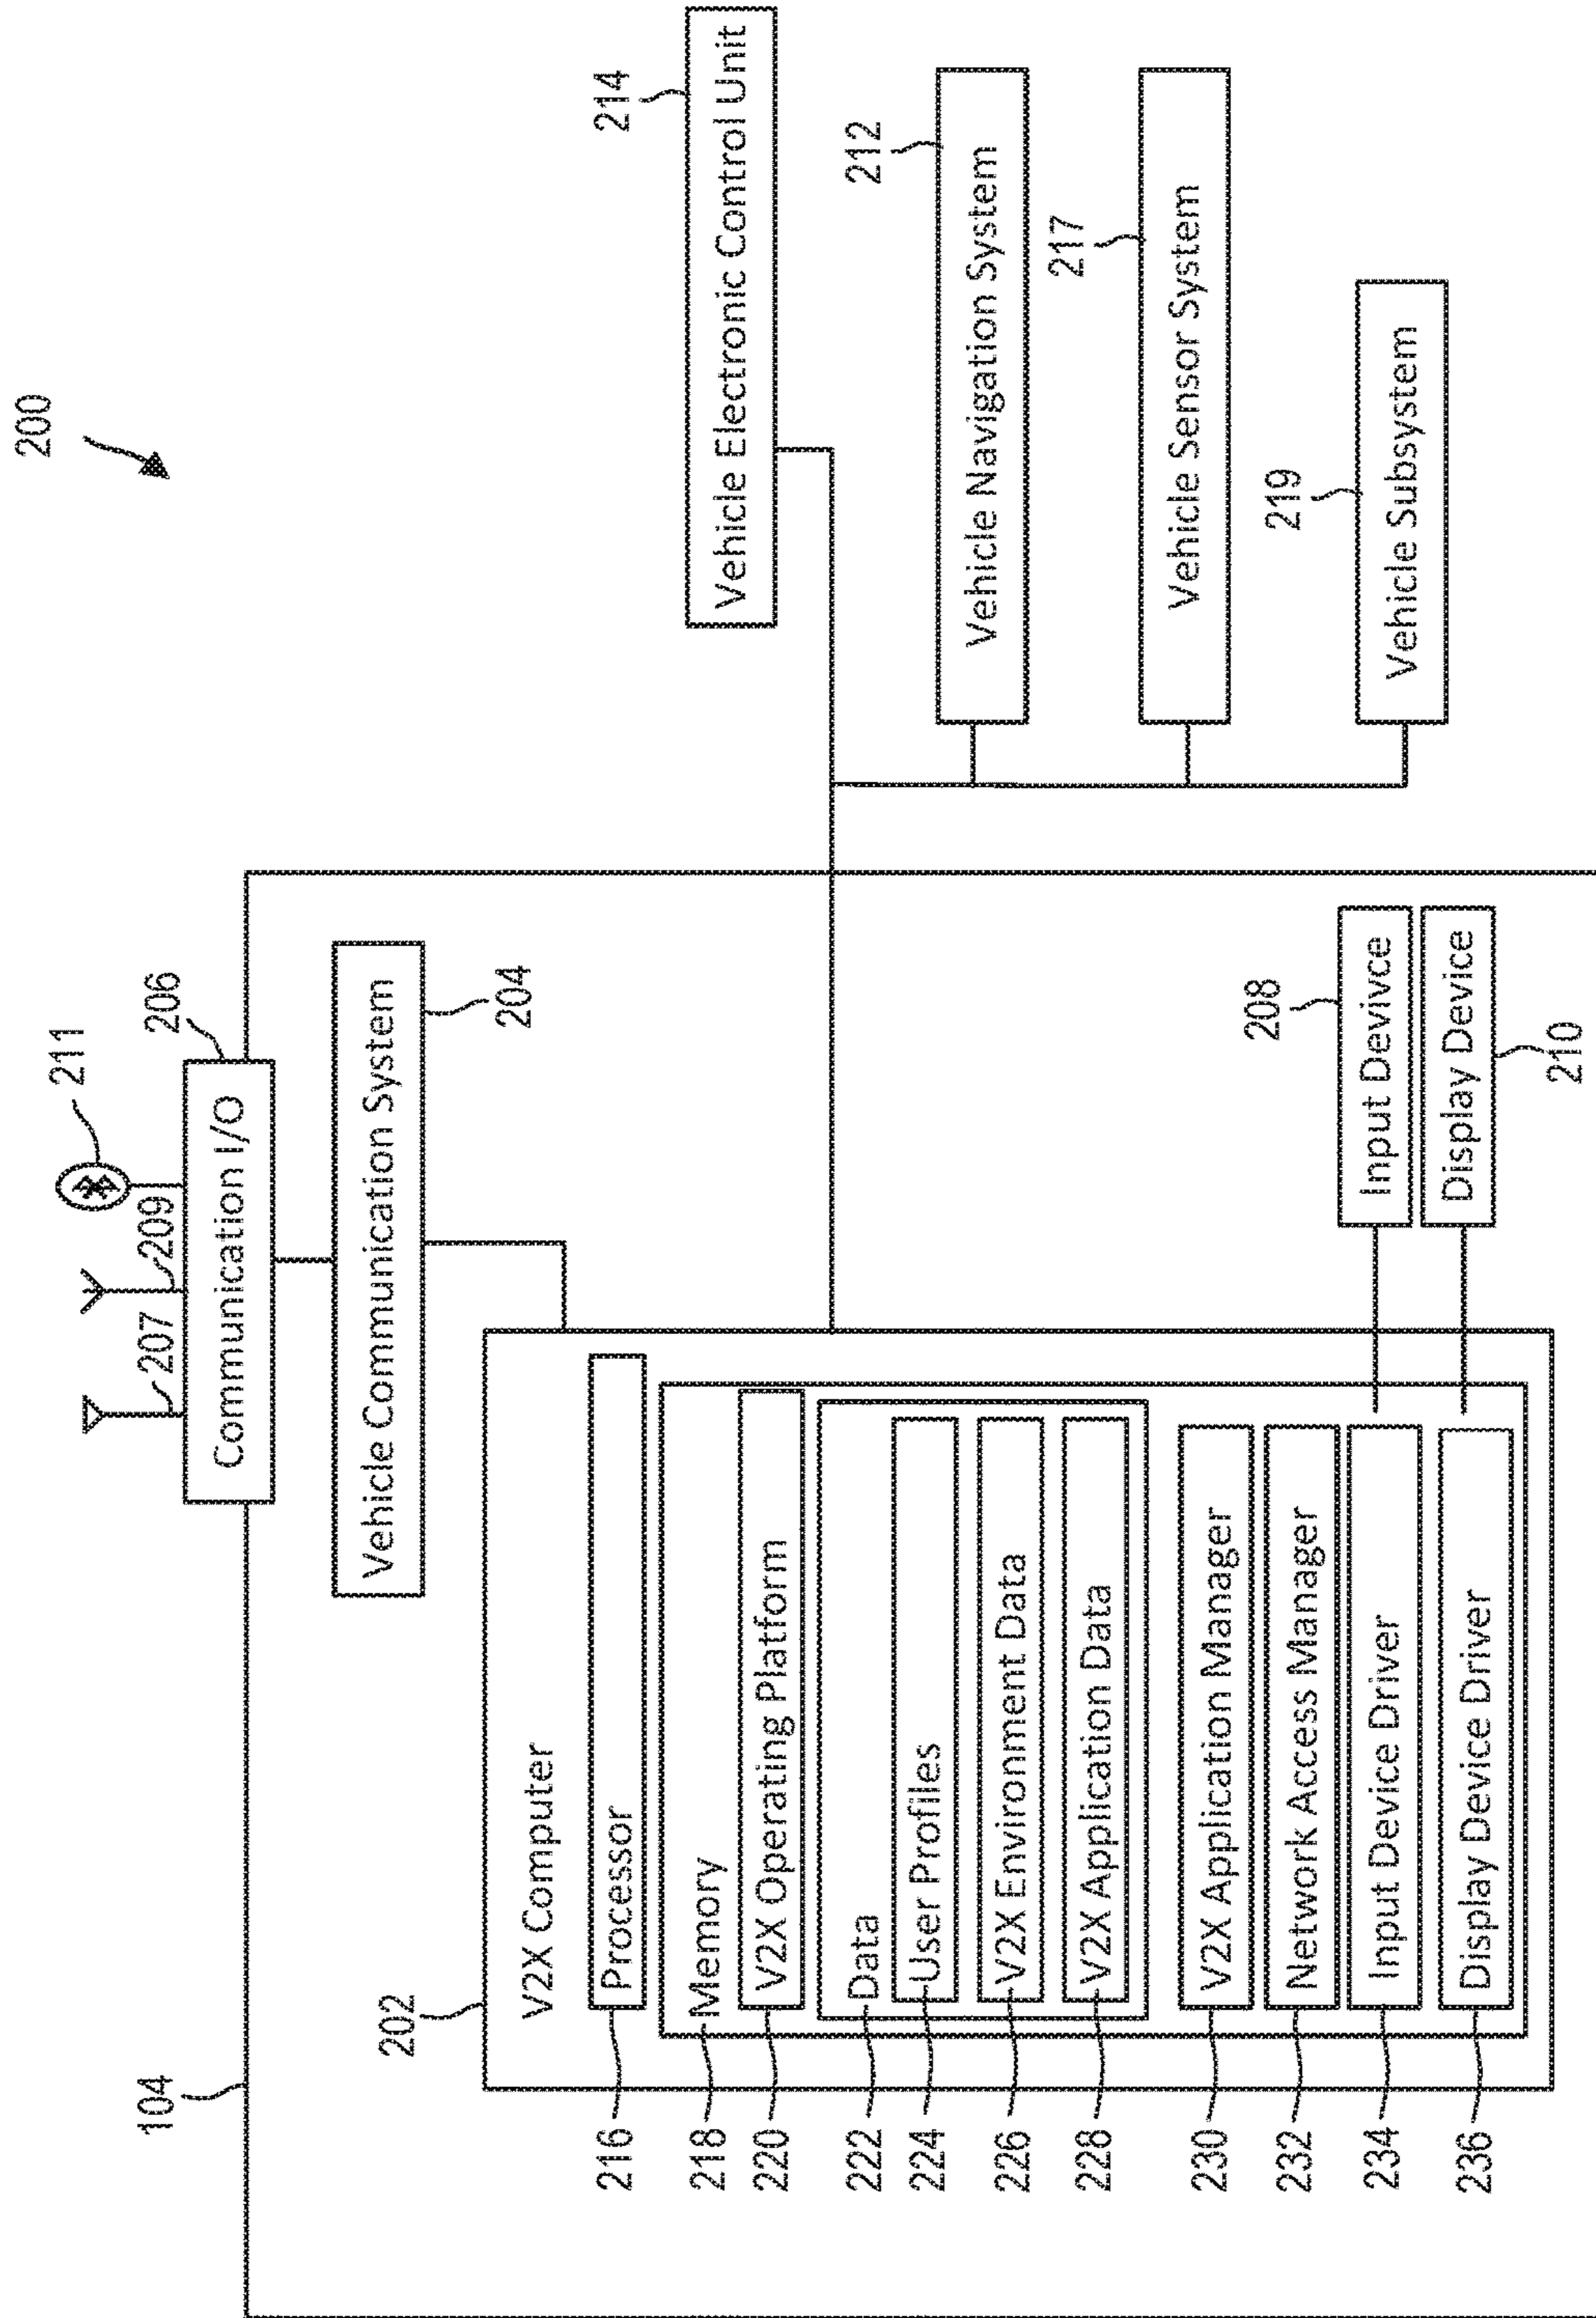 200
211
104
207
209
206
Communication I/O
Vehicle Communication System
204
202
V2X Computer
216
Processor
218
Memory
220
V2X Operating Platform
222
Data
224
User Profiles
226
V2X Environment Data
228
V2X Application Data
230
V2X Application Manager
232
Network Access Manager
234
Input Device Driver
236
Display Device Driver
208
Input Devivce
Display Device
210
214
Vehicle Electronic Control Unit
212
Vehicle Navigation System
217
Vehicle Sensor System
219
Vehicle Subsystem